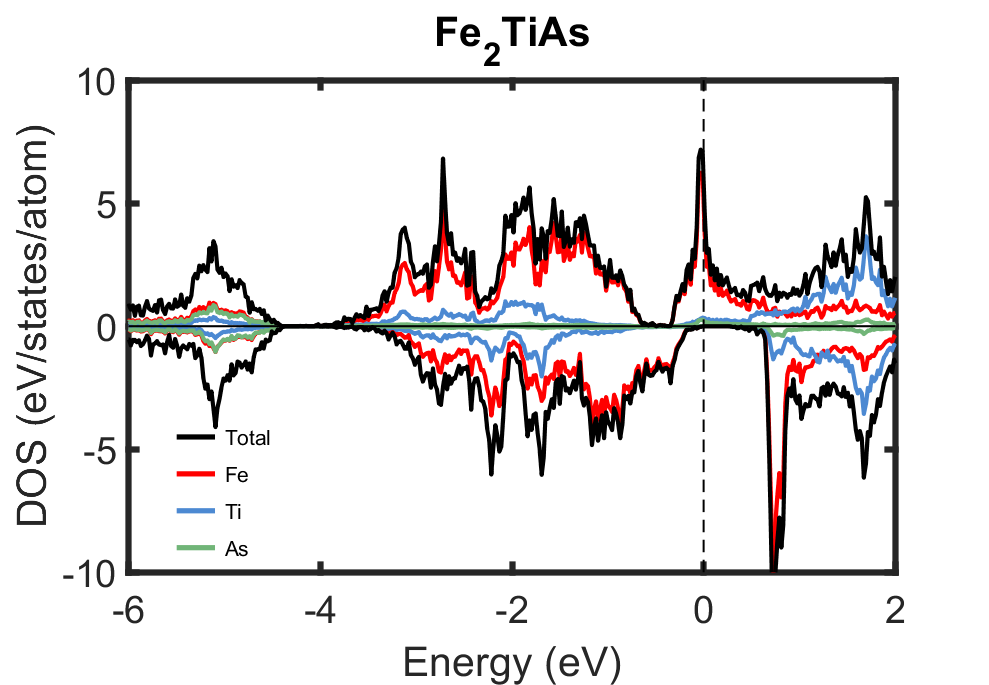 Fe₂TiAs
10
5
0
-5
-10
DOS (eV/states/atom)
Total
Fe
Ti
As
-6 -4 -2 0 2
Energy (eV)